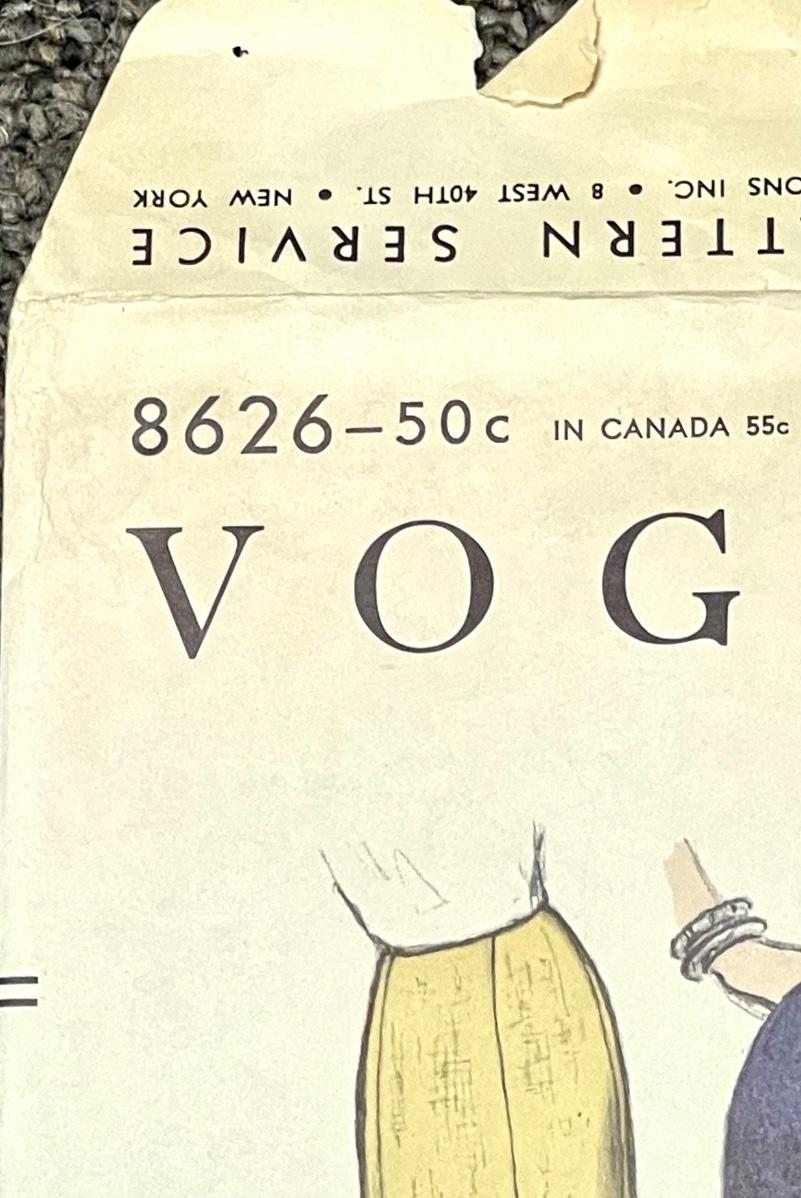 TTERN SERVICE
ONS INC. • 8 WEST 40TH ST. • NEW YORK
8626–50c IN CANADA 55c
VOG